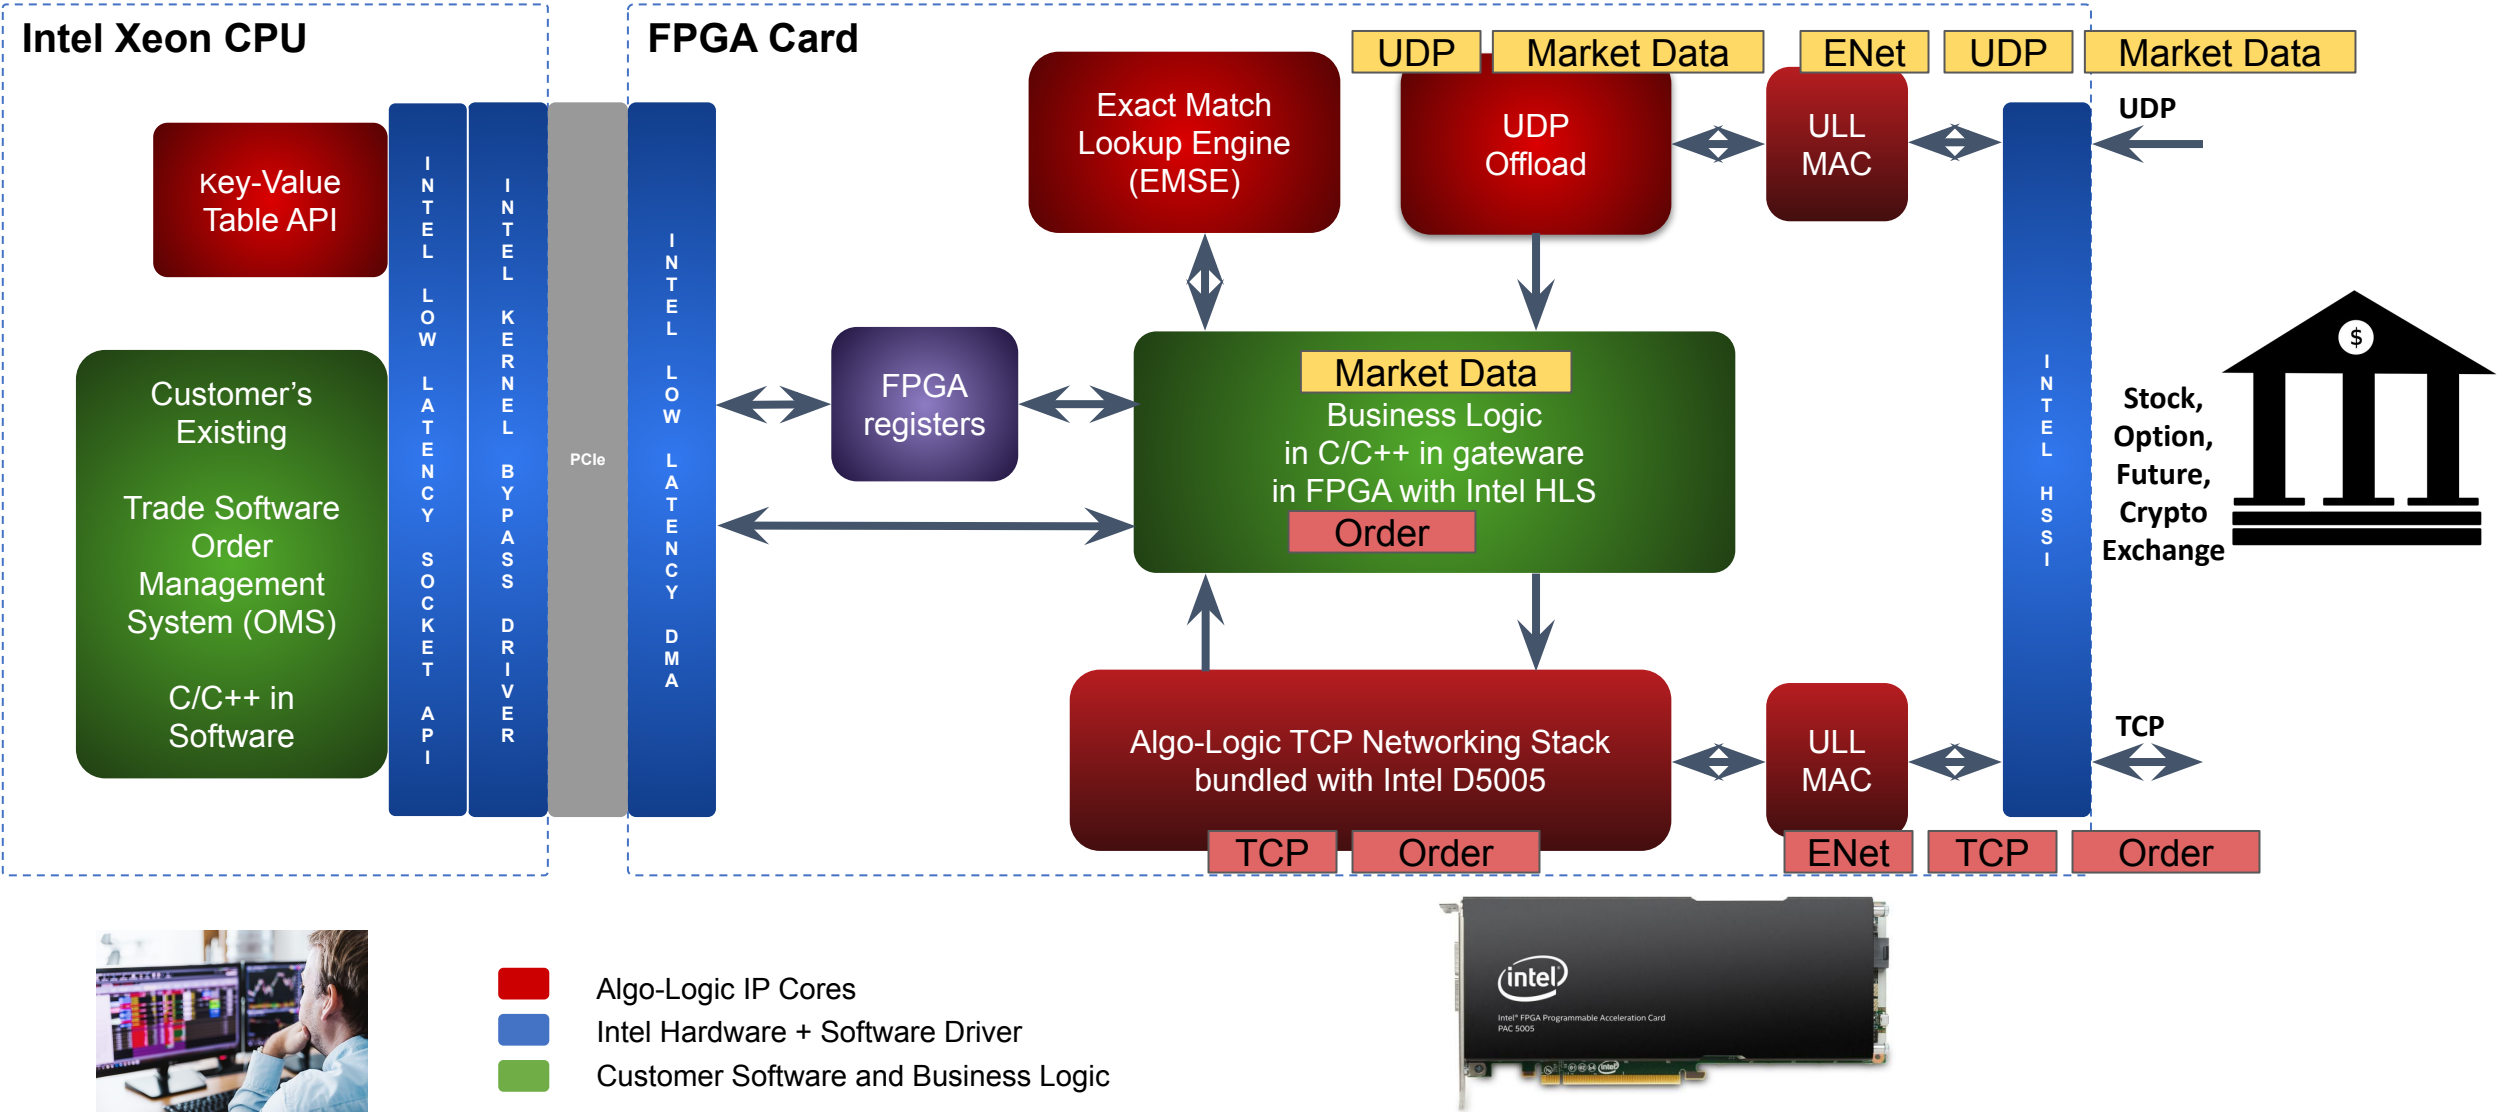 Intel Xeon CPU
FPGA Card
UDP
Market Data
ENet
UDP
Market Data
Key-Value
Table API
Customer’s
Existing
Trade Software
Order
Management
System (OMS)
C/C++ in
Software
INTEL LOW LATENCY SOCKET API
INTEL KERNEL BYPASS DRIVER
PCIe
INTEL LOW LATENCY DMA
Exact Match
Lookup Engine
(EMSE)
UDP
Offload
ULL
MAC
UDP
FPGA
registers
Market Data
Business Logic
in C/C++ in gateware
in FPGA with Intel HLS
Order
INTEL HSSI
$
Stock,
Option,
Future,
Crypto
Exchange
Algo-Logic TCP Networking Stack
bundled with Intel D5005
ULL
MAC
TCP
TCP
Order
ENet
TCP
Order
Algo-Logic IP Cores
Intel Hardware + Software Driver
Customer Software and Business Logic
intel
Intel® FPGA Programmable Acceleration Card
PAC 5005
intel